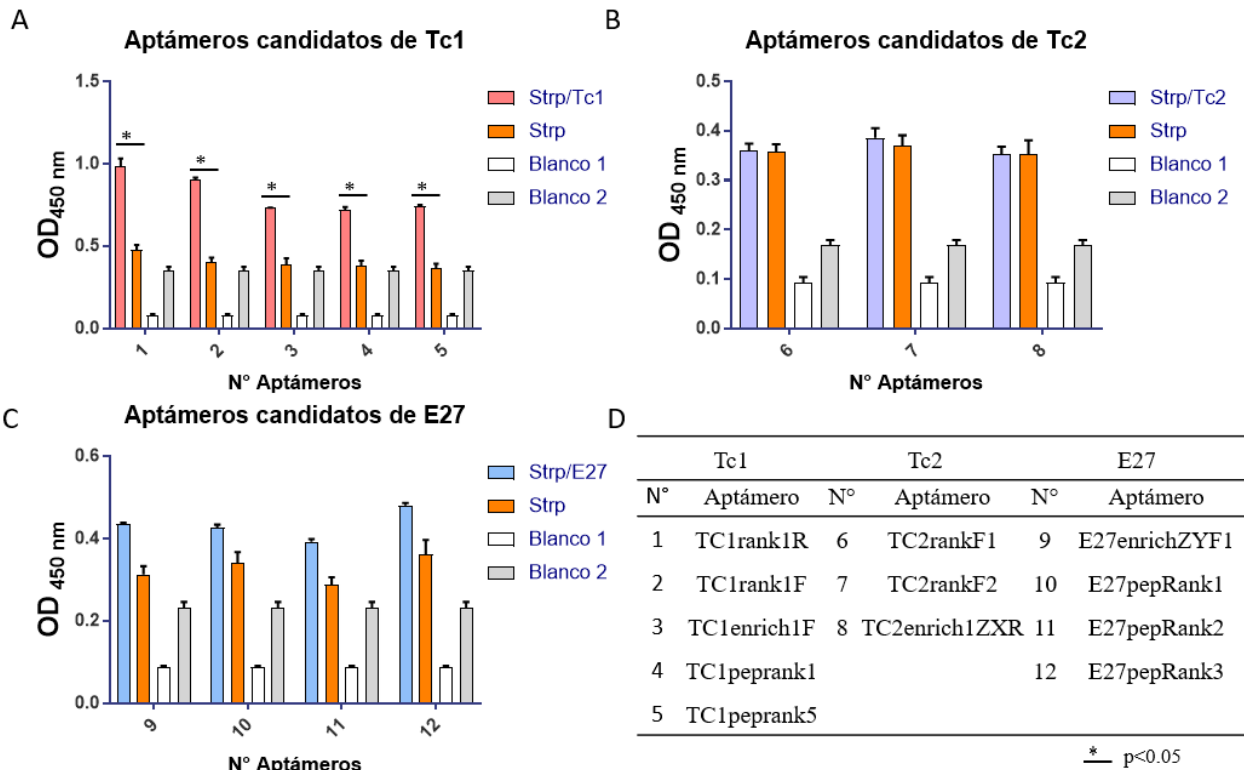 A
Aptámeros candidatos de Tc1
OD450 nm
1.5
1.0
0.5
0.0
*
*
*
*
*
1
2
3
4
5
N° Aptámeros
Strp/Tc1
Strp
Blanco 1
Blanco 2
B
Aptámeros candidatos de Tc2
OD 450 nm
0.5
0.4
0.3
0.2
0.1
0.0
6
7
8
N° Aptámeros
Strp/Tc2
Strp
Blanco 1
Blanco 2
C
Aptámeros candidatos de E27
OD 450 nm
0.6
0.4
0.2
0.0
9
10
11
12
N° Aptámeros
Strp/E27
Strp
Blanco 1
Blanco 2
D
Tc1 Tc2 E27
N° Aptámero N° Aptámero N° Aptámero
1 TC1rank1R 6 TC2rankF1 9 E27enrichZYF1
2 TC1rank1F 7 TC2rankF2 10 E27pepRank1
3 TC1enrich1F 8 TC2enrich1ZXR 11 E27pepRank2
4 TC1peprank1 12 E27pepRank3
5 TC1peprank5
* p<0.05